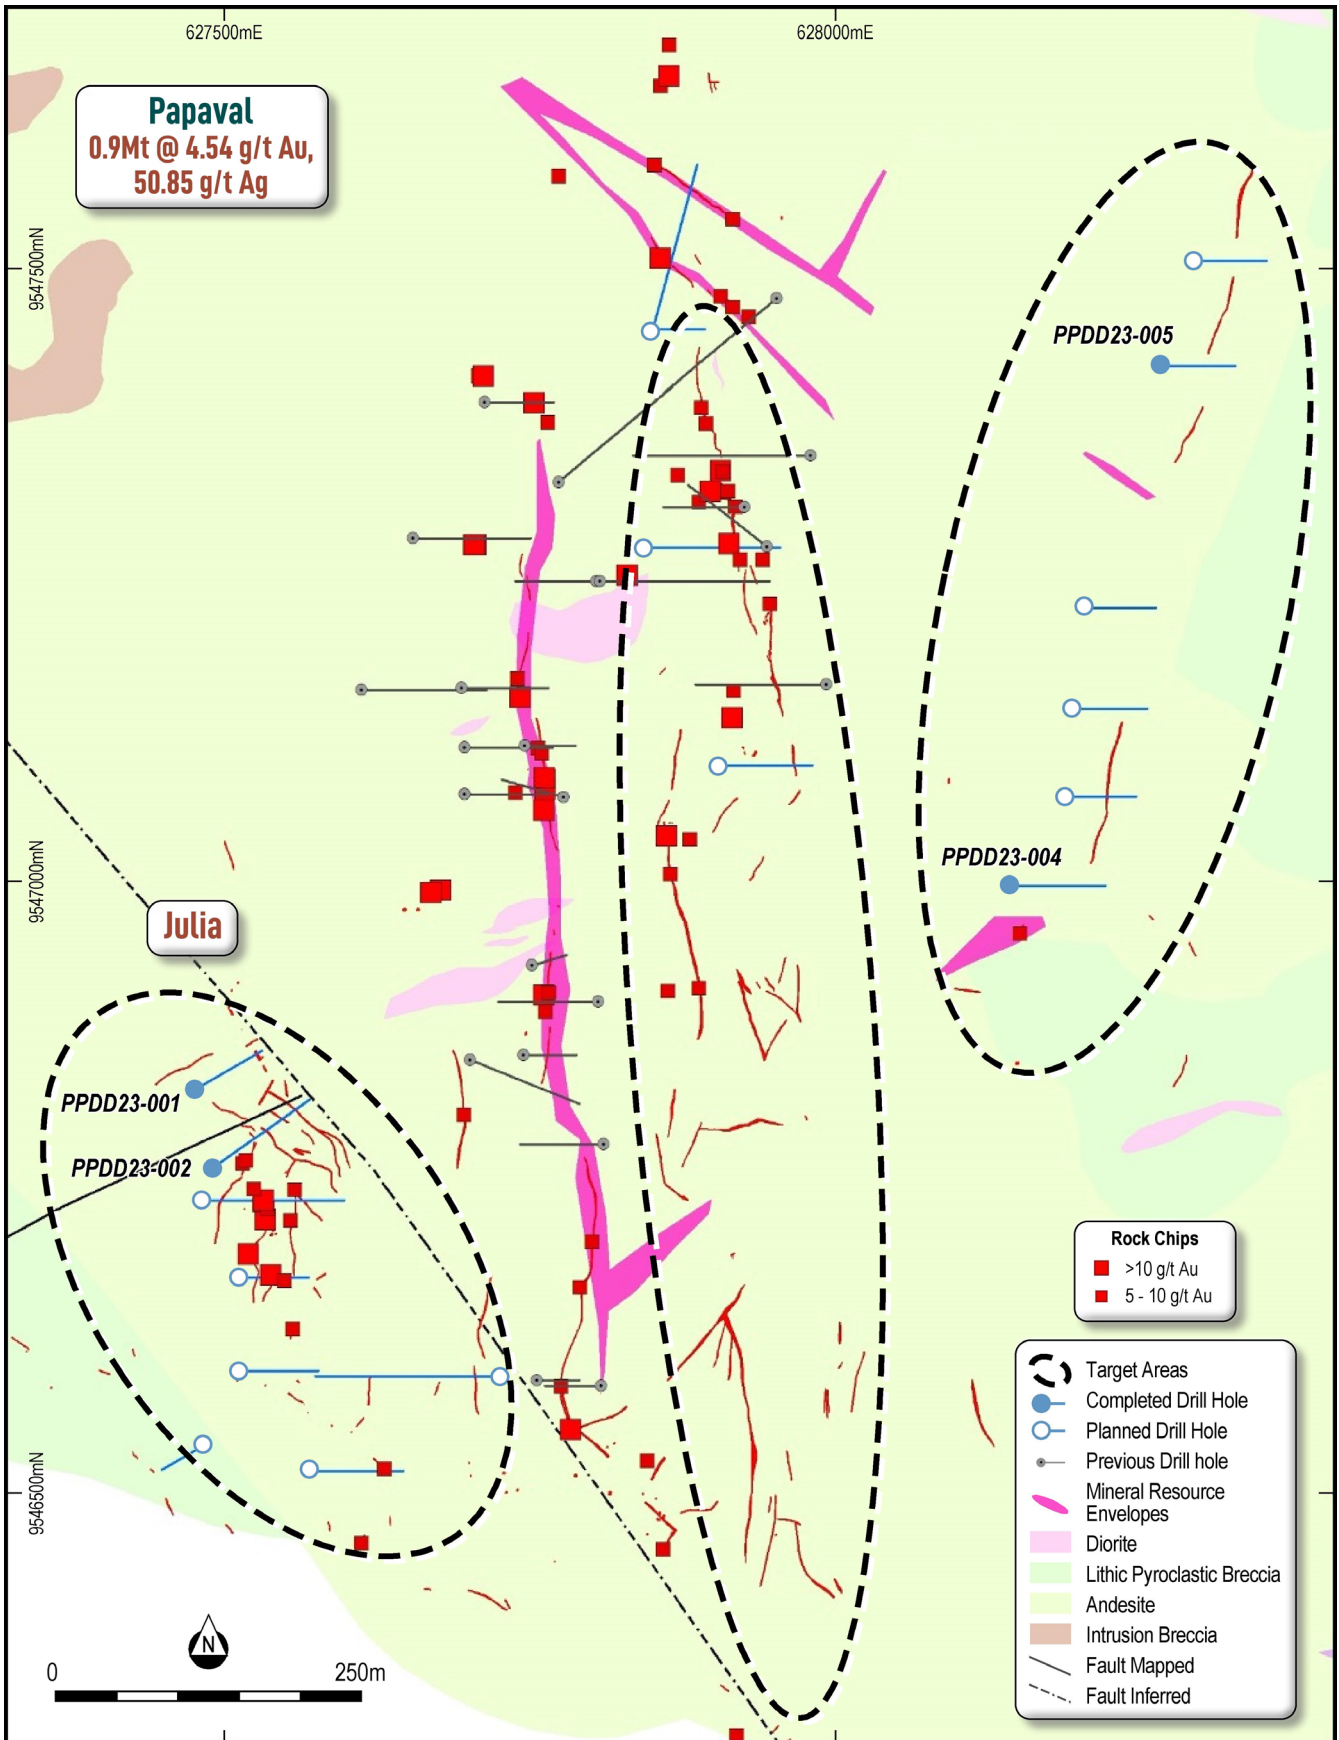 627500mE
628000mE
Papaval
0.9Mt @ 4.54 g/t Au,
50.85 g/t Ag
9547500mN
PPDD23-005
9547000mN
PPDD23-004
Julia
PPDD23-001
PPDD23-002
9546500mN
Rock Chips
>10 g/t Au
5 - 10 g/t Au
Target Areas
Completed Drill Hole
Planned Drill Hole
Previous Drill hole
Mineral Resource
Envelopes
Diorite
Lithic Pyroclastic Breccia
Andesite
Intrusion Breccia
Fault Mapped
Fault Inferred
N
0 250m